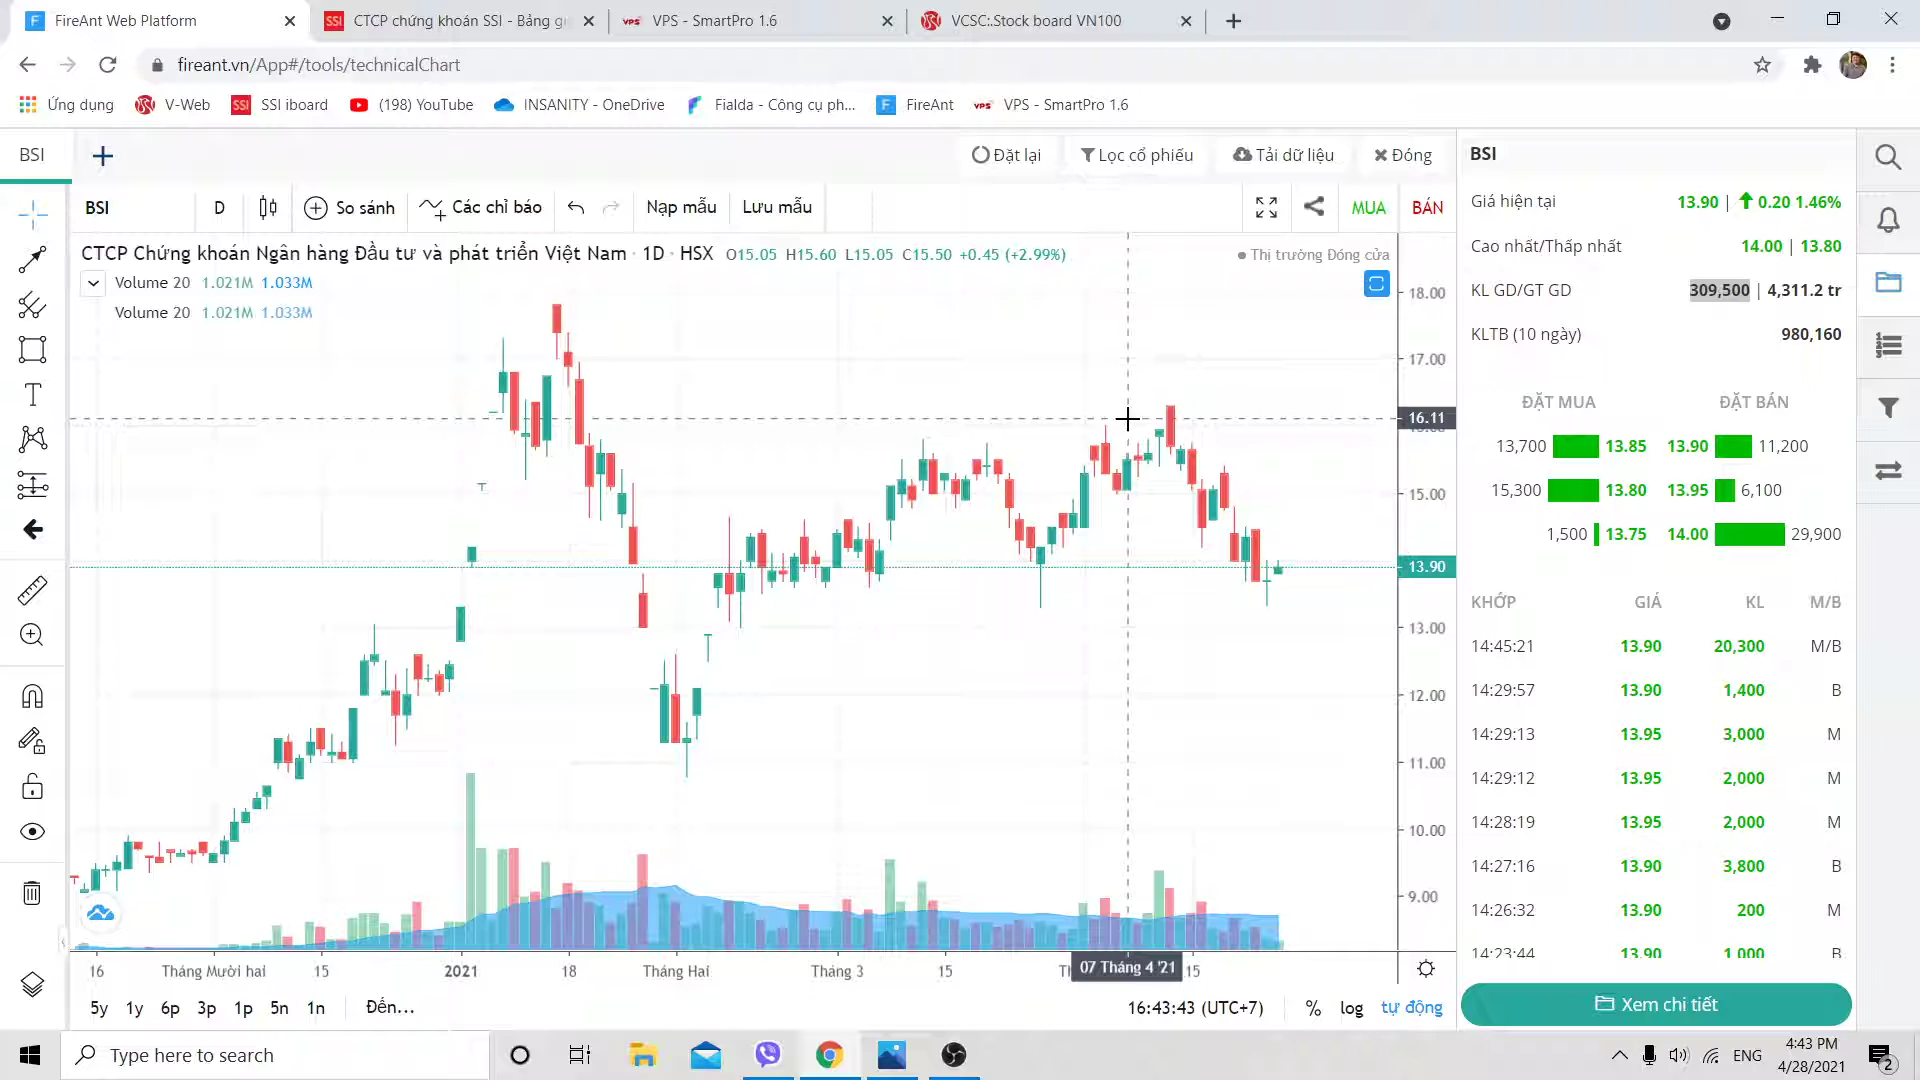 FireAnt Web Platform
CTCP chứng khoán SSI - Bảng gi
VPS - SmartPro 1.6
VCSC:.Stock board VN100
fireant.vn/App#/tools/technicalChart
Ứng dụng
V-Web
SSI iboard
(198) YouTube
INSANITY - OneDrive
Fialda - Công cụ ph...
FireAnt
VPS - SmartPro 1.6
BSI
Đặt lại
Lọc cổ phiếu
Tải dữ liệu
Đóng
BSI
D
So sánh
Các chỉ báo
Nạp mẫu
Lưu mẫu
MUA
BÁN
CTCP Chứng khoán Ngân hàng Đầu tư và phát triển Việt Nam · 1D · HSX O15.05 H15.60 L15.05 C15.50 +0.45 (+2.99%)
Thị trường Đóng cửa
Volume 20 1.021M 1.033M
Volume 20 1.021M 1.033M
18.00
17.00
16.11
15.00
13.90
13.00
12.00
11.00
10.00
9.00
16
Tháng Mười hai
15
2021
18
Tháng Hai
Tháng 3
15
07 Tháng 4 '21
15
5y 1y 6p 3p 1p 5n 1n Đến...
16:43:43 (UTC+7) % log tự động
BSI
Giá hiện tại 13.90 | 0.20 1.46%
Cao nhất/Thấp nhất 14.00 | 13.80
KL GD/GT GD 309,500 | 4,311.2 tr
KLTB (10 ngày) 980,160
ĐẶT MUA ĐẶT BÁN
13,700 13.85 13.90 11,200
15,300 13.80 13.95 6,100
1,500 13.75 14.00 29,900
KHỚP GIÁ KL M/B
14:45:21 13.90 20,300 M/B
14:29:57 13.90 1,400 B
14:29:13 13.95 3,000 M
14:29:12 13.95 2,000 M
14:28:19 13.95 2,000 M
14:27:16 13.90 3,800 B
14:26:32 13.90 200 M
14:23:44 13.90 1,000 B
Xem chi tiết
Type here to search
ENG
4:43 PM
4/28/2021
2